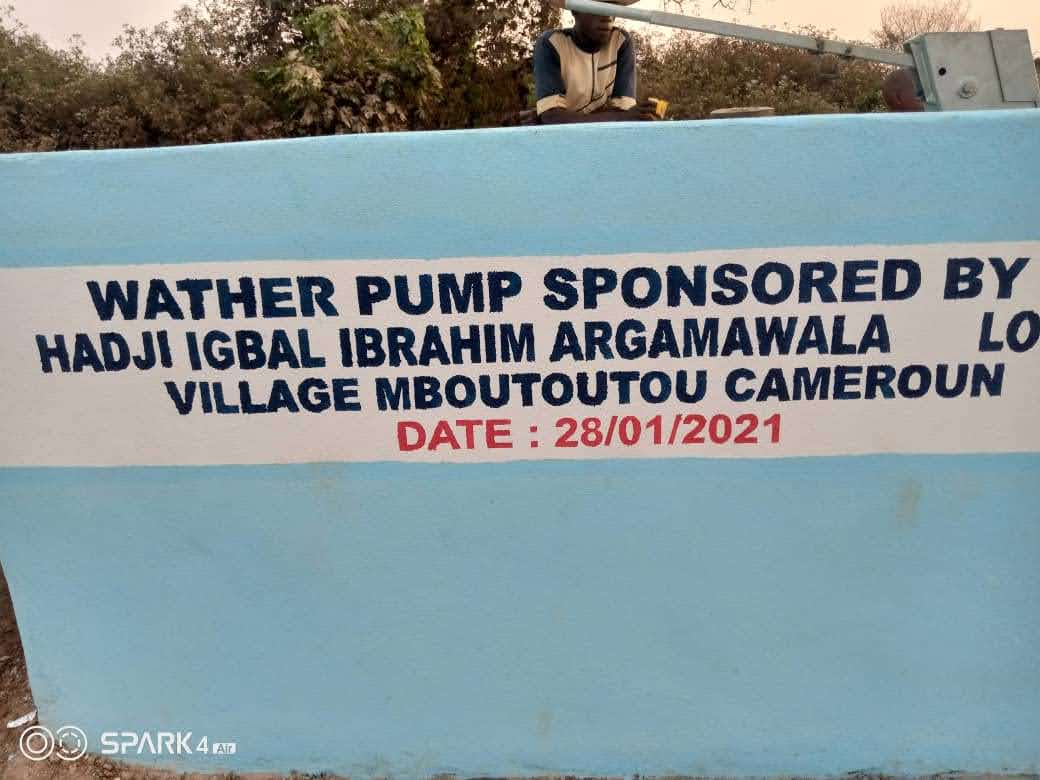 WATHER PUMP SPONSORED BY
HADJI IGBAL IBRAHIM ARGAMAWALA LO
VILLAGE MBOUTOUTOU CAMEROUN
DATE : 28/01/2021
SPARK 4 Air